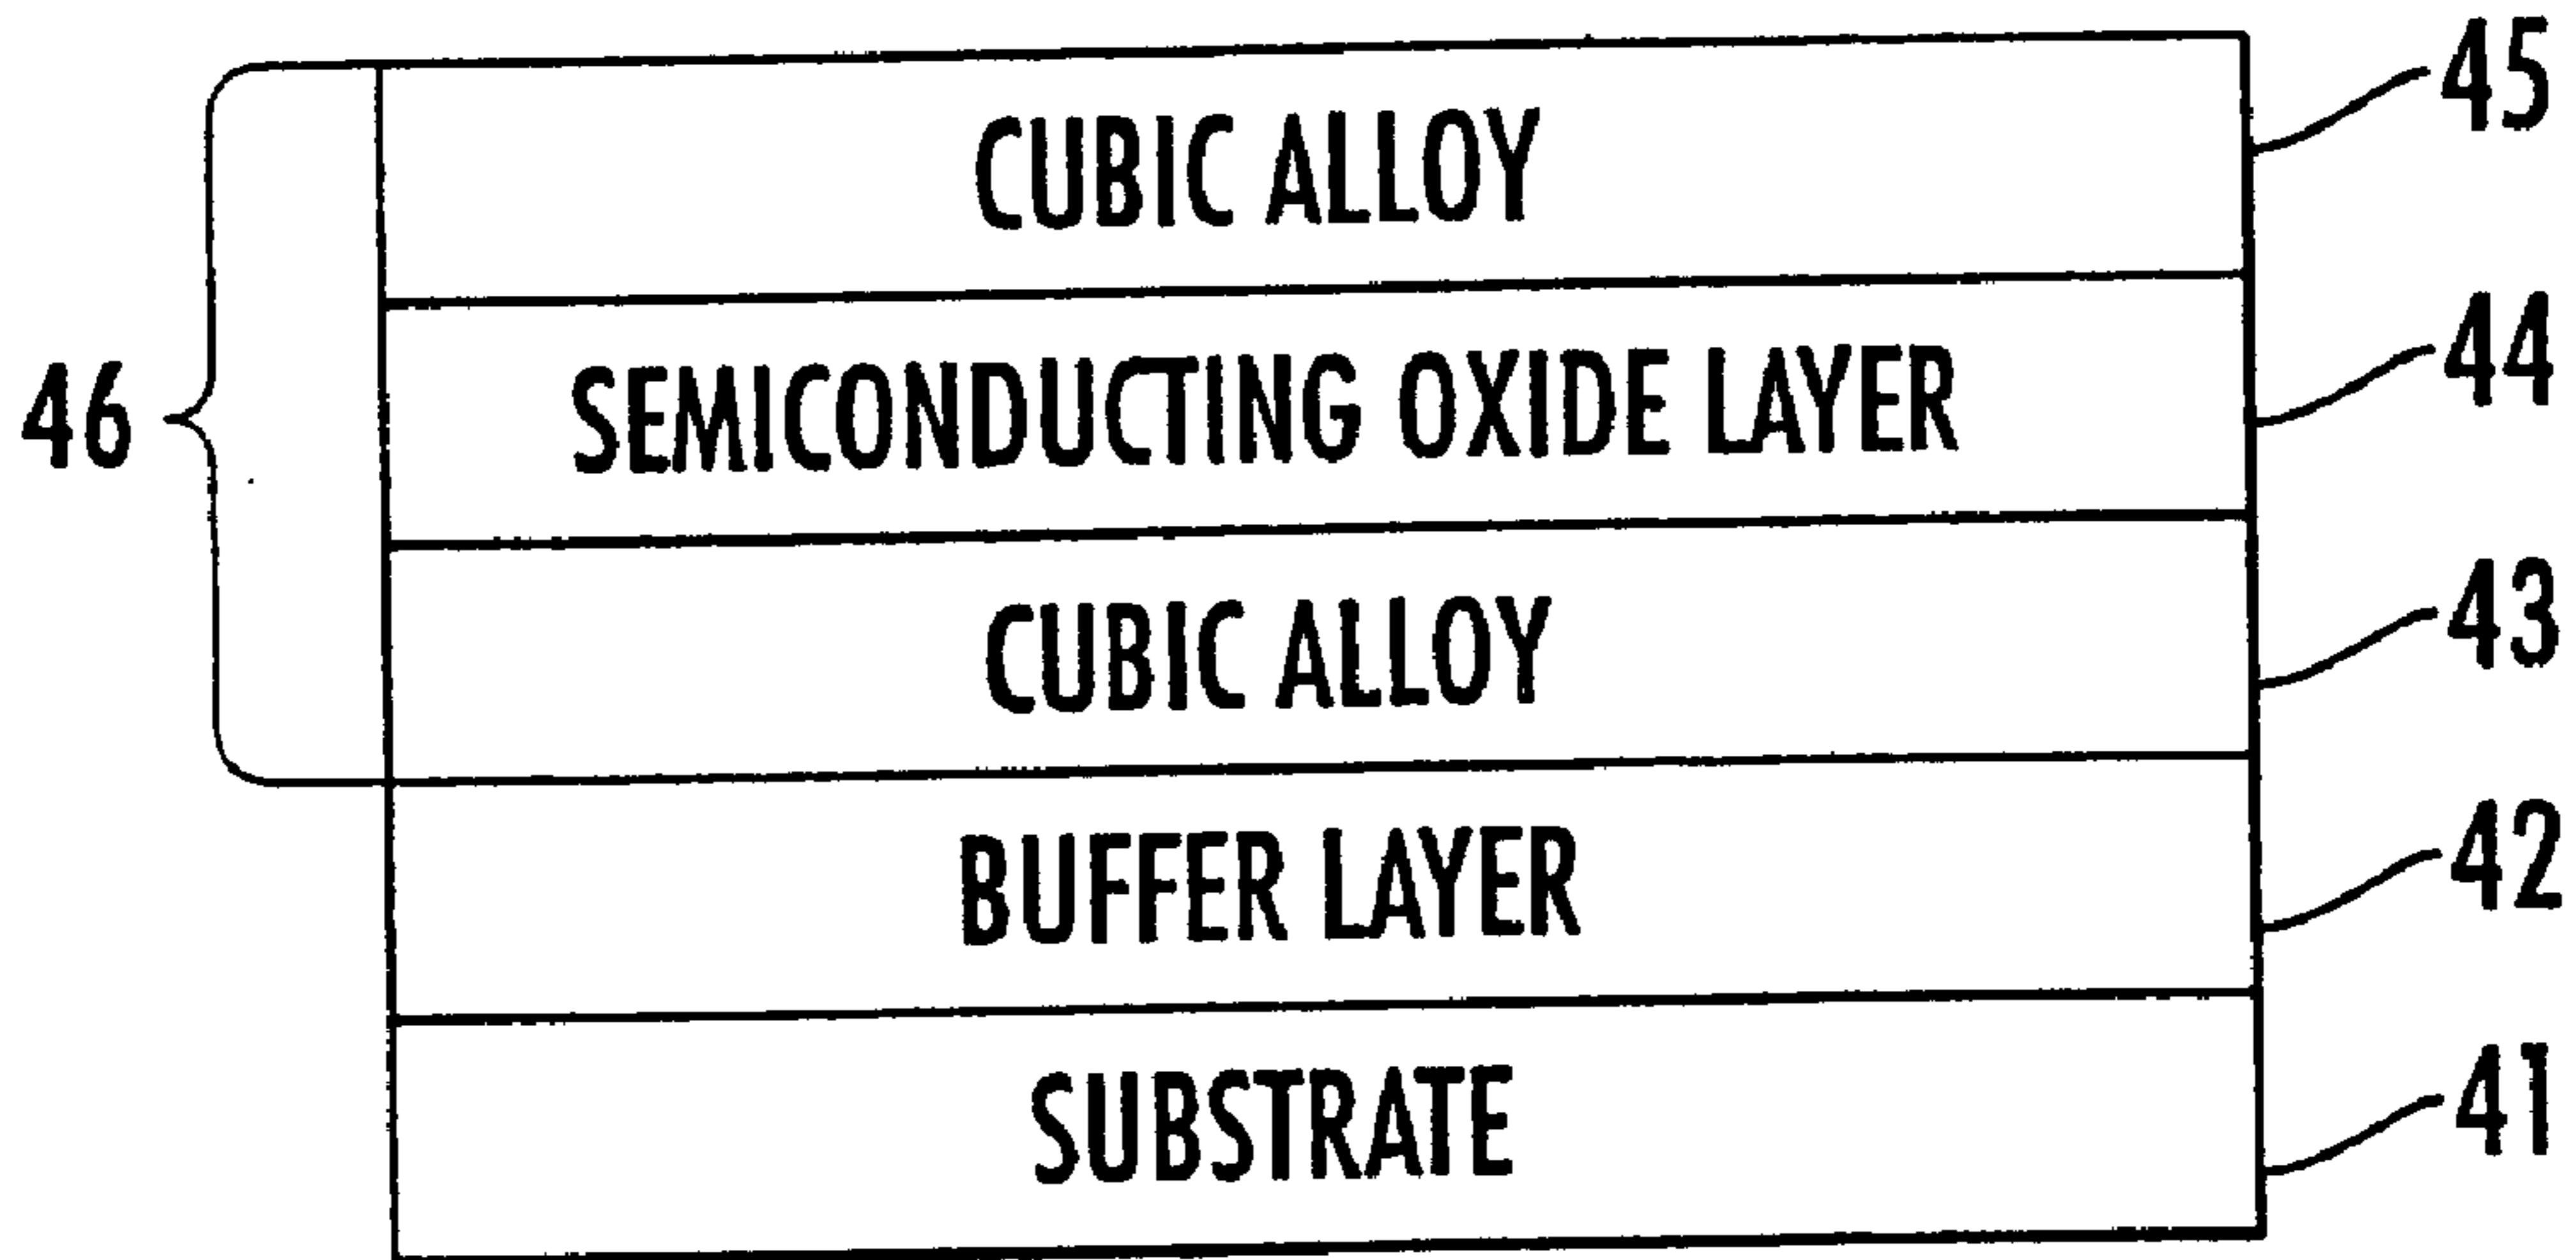 CUBIC ALLOY 45
SEMICONDUCTING OXIDE LAYER 44
46
CUBIC ALLOY 43
BUFFER LAYER 42
SUBSTRATE 41